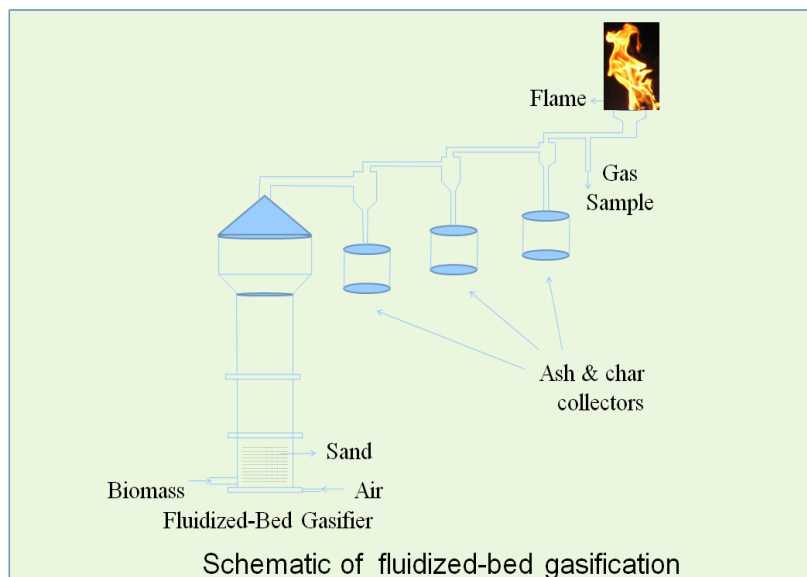 Flame
Gas
Sample
Ash & char
collectors
Sand
Biomass
Air
Fluidized-Bed Gasifier
Schematic of fluidized-bed gasification